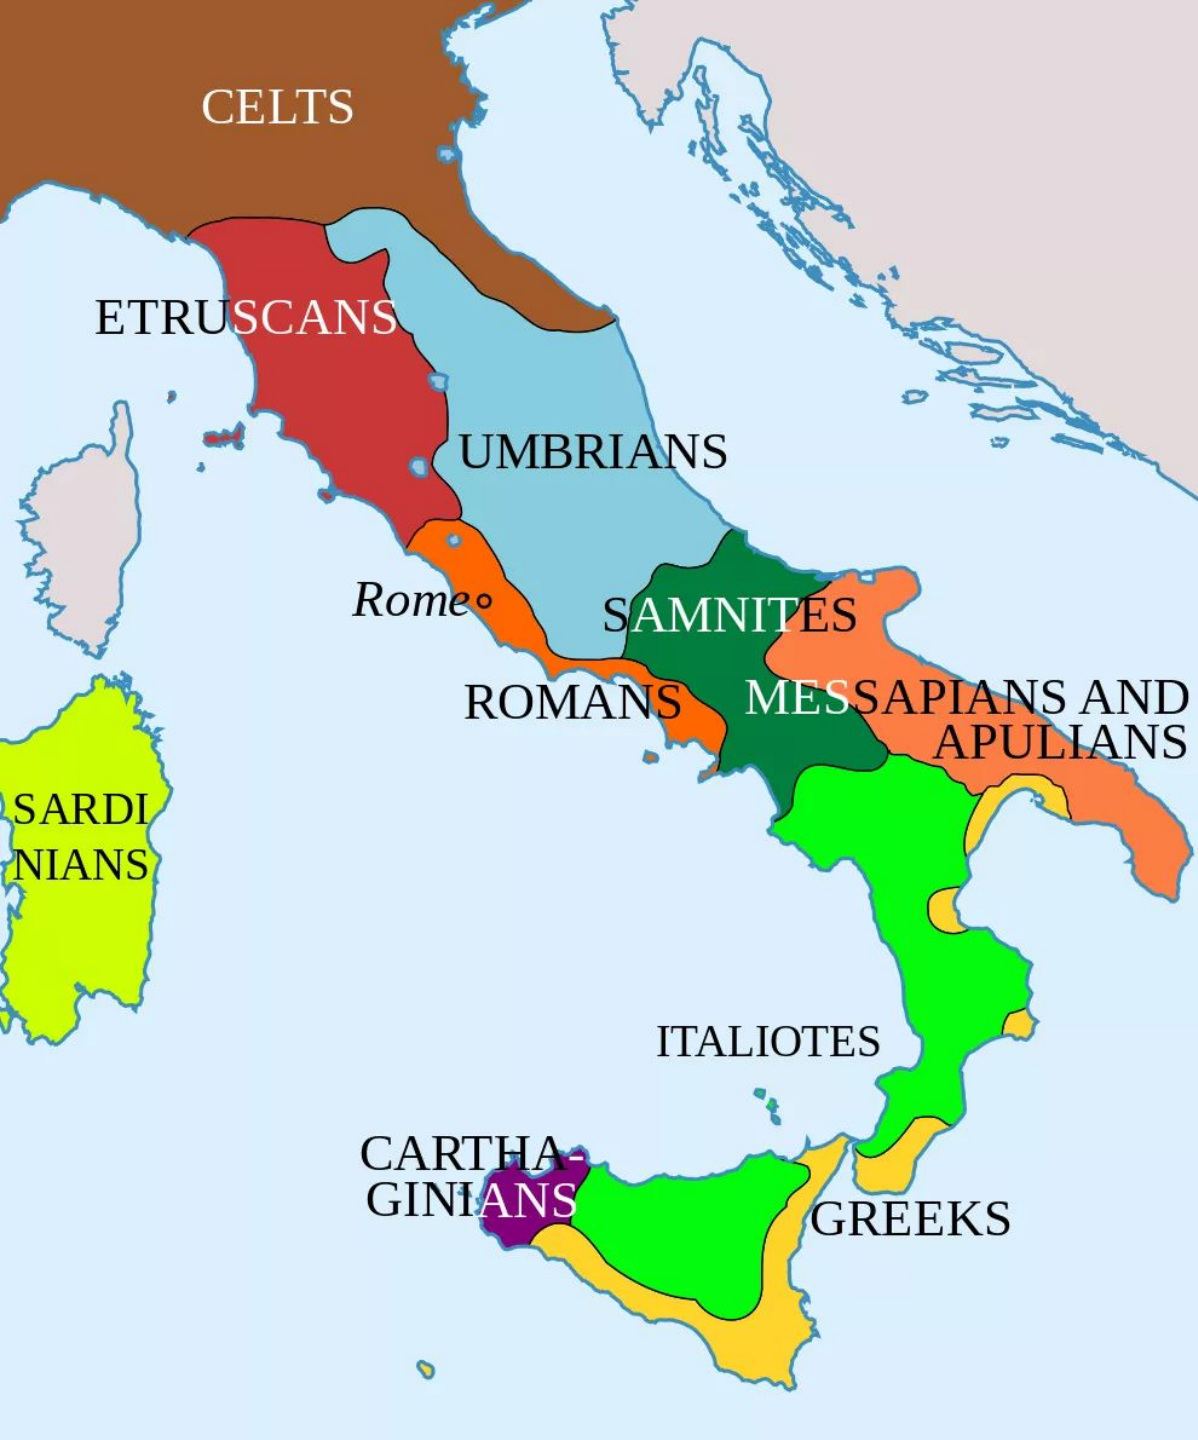 CELTS
ETRUSCANS
UMBRIANS
Rome
SAMNITES
ROMANS
MESSAPIANS AND
APULIANS
SARDI
NIANS
ITALIOTES
CARTHA-
GINIANS
GREEKS